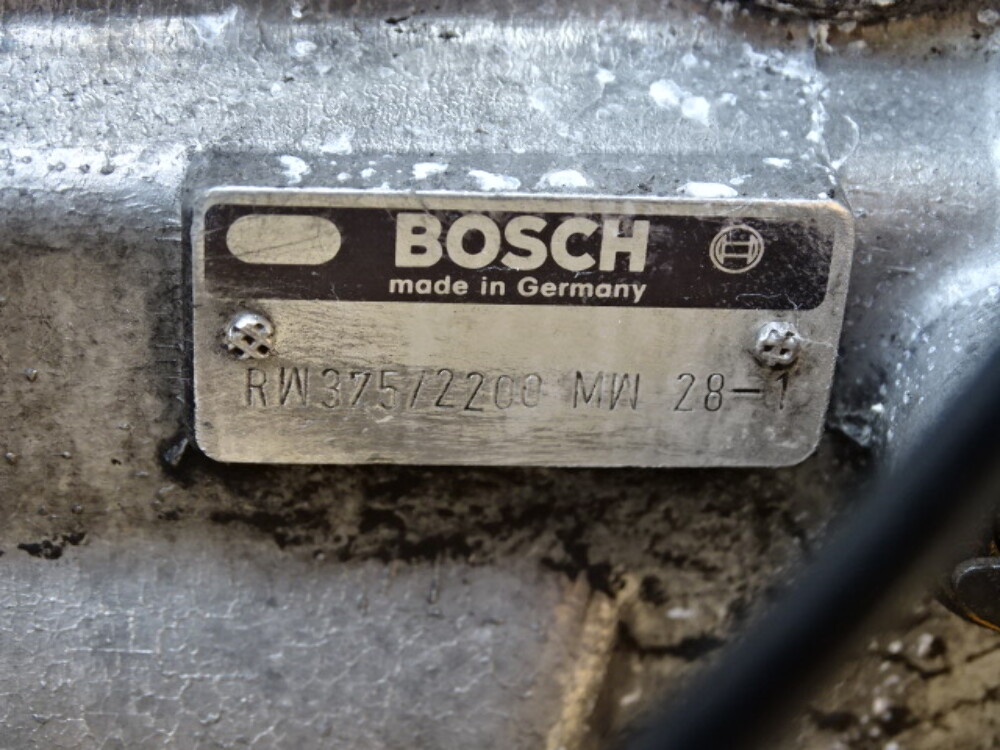 BOSCH
made in Germany
RW375/2200 MW 28-1